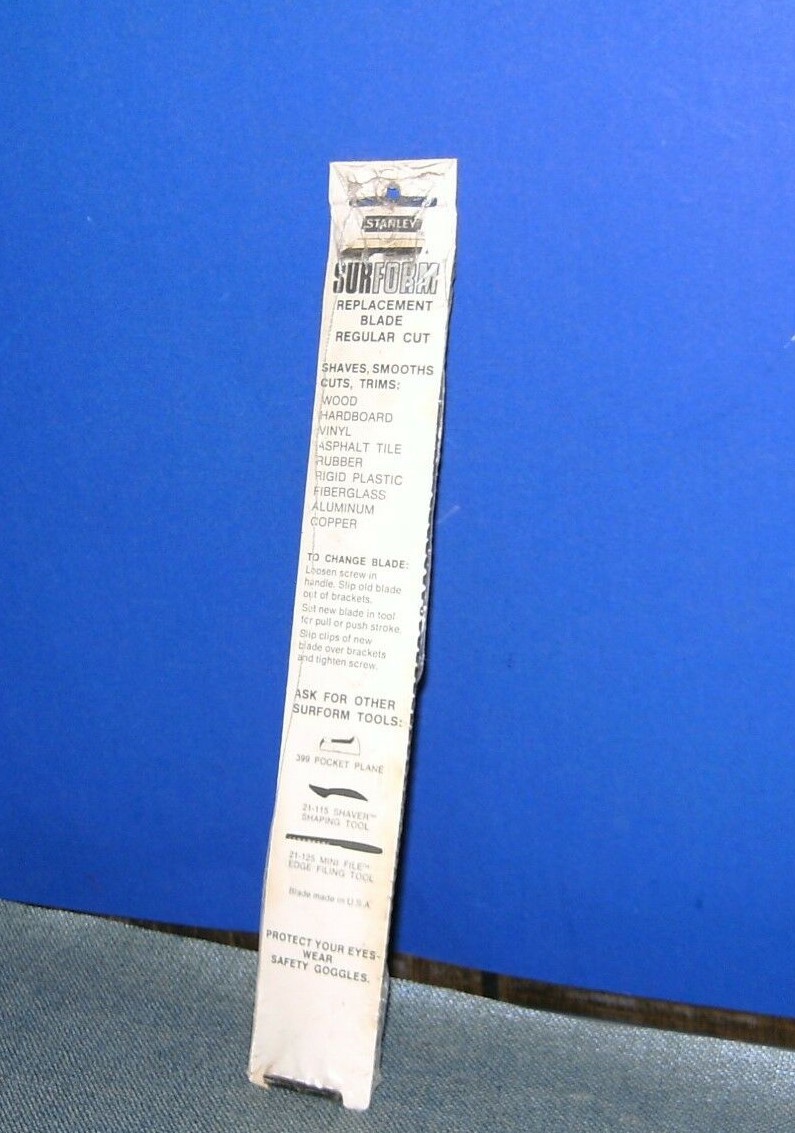 STANLEY
SURFORM
REPLACEMENT
BLADE
REGULAR CUT
SHAVES, SMOOTHS
CUTS, TRIMS:
WOOD
HARDBOARD
VINYL
ASPHALT TILE
RUBBER
RIGID PLASTIC
FIBERGLASS
ALUMINUM
COPPER
TO CHANGE BLADE:
Loosen screw in
handle. Slip old blade
out of brackets.
Set new blade in tool
for pull or push stroke.
Slip clips of new
blade over brackets
and tighten screw.
ASK FOR OTHER
SURFORM TOOLS:
399 POCKET PLANE
21-115 SHAVER™
SHAPING TOOL
21-125 MINI FILE™
EDGE FILING TOOL
Blade made in U.S.A
PROTECT YOUR EYES-
WEAR
SAFETY GOGGLES.